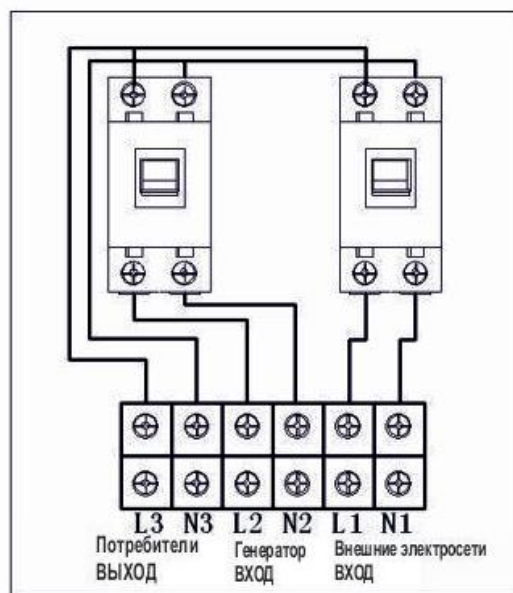 L3 N3 L2 N2 L1 N1
Потребители
ВЫХОД
Генератор
ВХОД
Внешние электросети
ВХОД